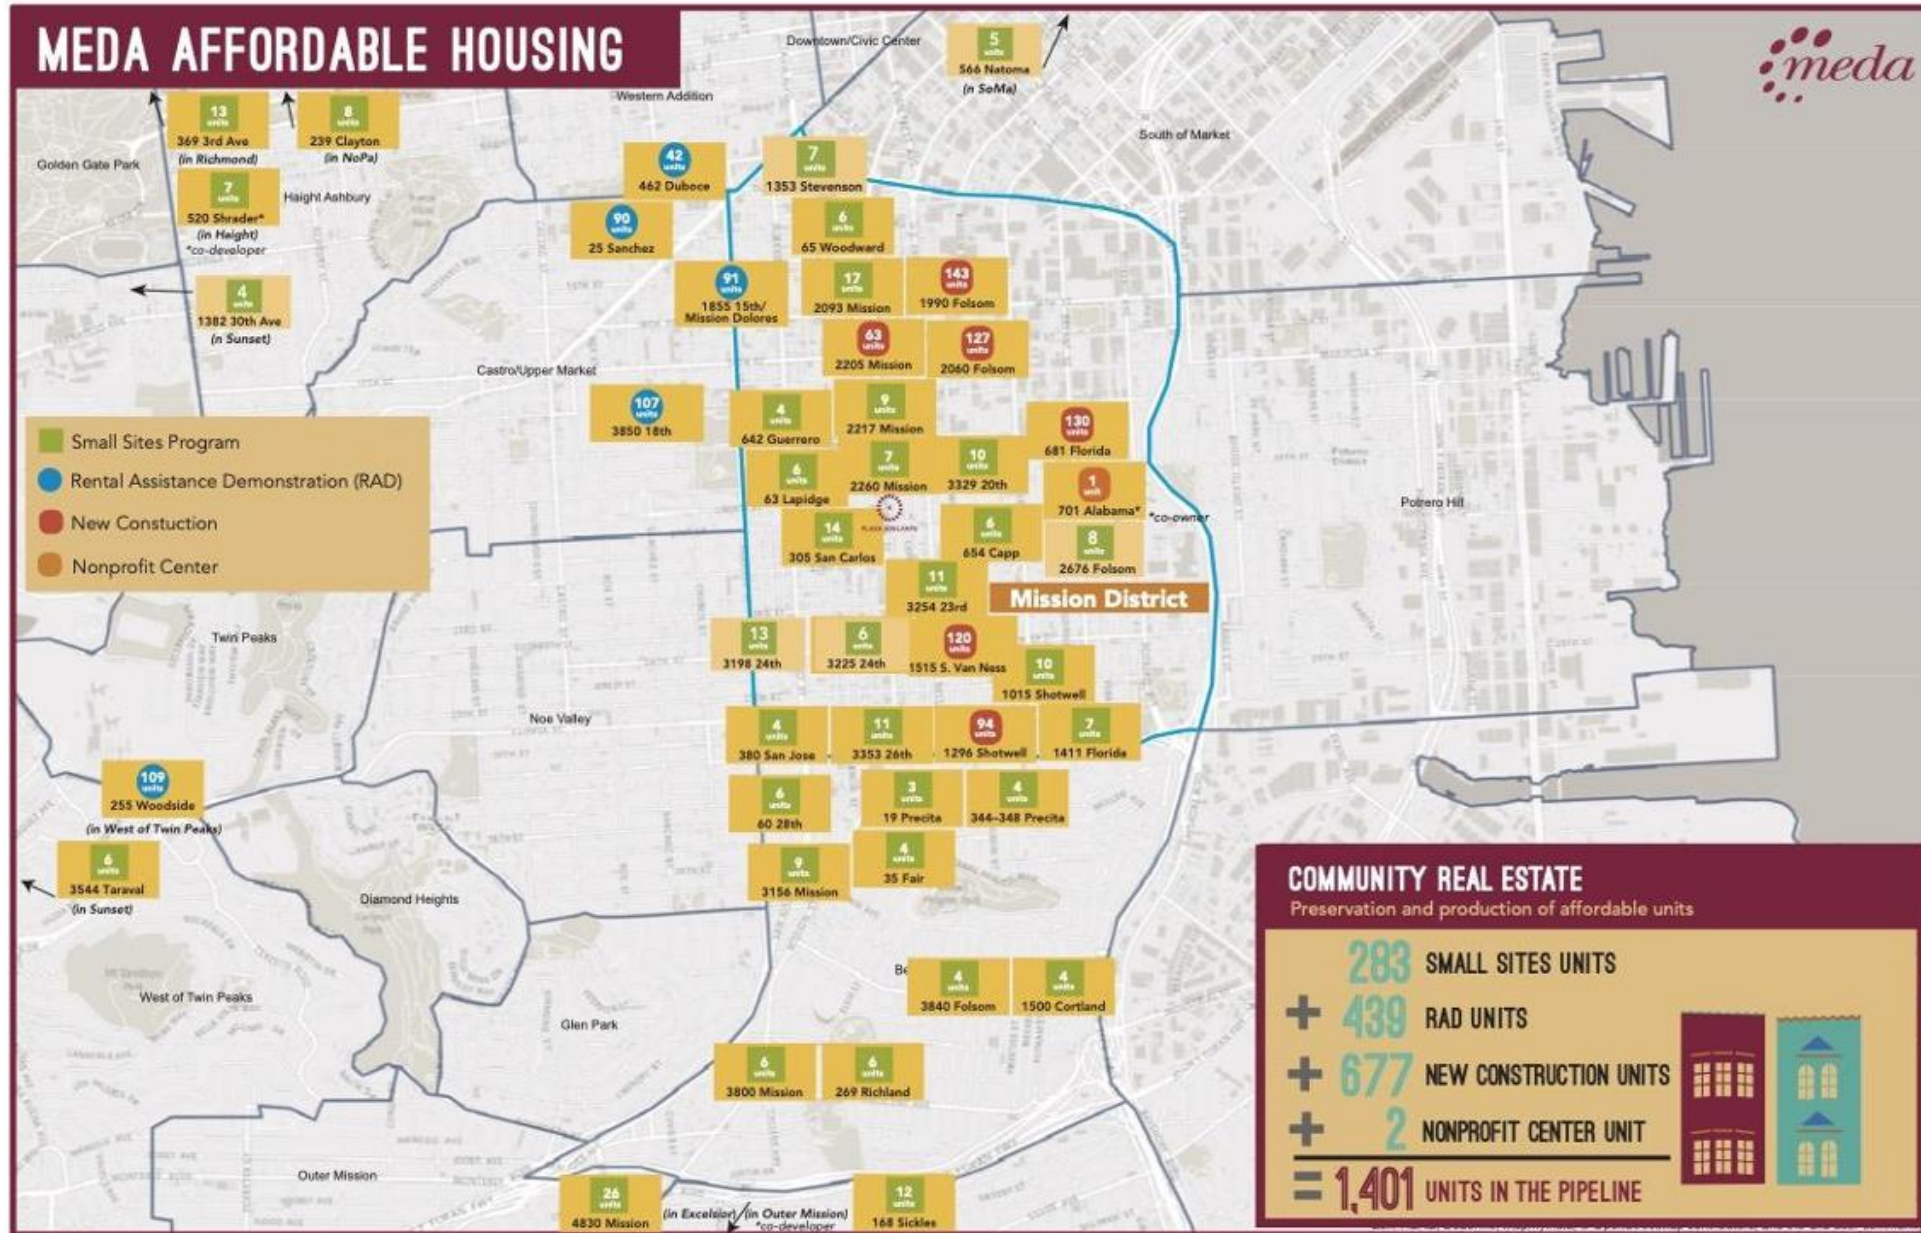 MEDA AFFORDABLE HOUSING
meda
Downtown/Civic Center
5
units
566 Natoma
(n SoMa)
Western Addition
South of Market
13
units
369 3rd Ave
(in Richmond)
8
units
239 Clayton
(in NoPa)
Golden Gate Park
7
units
520 Shrader*
(in Height)
*co-developer
Haight Ashbury
42
units
462 Duboce
7
units
1353 Stevenson
90
units
25 Sanchez
6
units
65 Woodward
4
units
1382 30th Ave
(n Sunset)
91
units
1855 15th/
Mission Dolores
17
units
2093 Mission
143
units
1990 Folsom
63
units
2205 Mission
127
units
2060 Folsom
Castro/Upper Market
107
units
3850 18th
4
units
642 Guerrero
9
units
2217 Mission
130
units
681 Florida
Small Sites Program
Rental Assistance Demonstration (RAD)
New Constuction
Nonprofit Center
6
units
63 Lapidge
7
units
2260 Mission
10
units
3329 20th
1
unit
701 Alabama*
*co-owner
Potrero Hill
14
units
305 San Carlos
6
units
654 Capp
8
units
2676 Folsom
11
units
3254 23rd
Mission District
Twin Peaks
13
units
3198 24th
6
units
3225 24th
120
units
1515 S. Van Ness
10
units
1015 Shotwell
Noe Valley
4
units
380 San Jose
11
units
3353 26th
94
units
1296 Shotwell
7
units
1411 Florida
109
units
255 Woodside
(in West of Twin Peaks)
6
units
60 28th
3
units
19 Precita
4
units
344–348 Precita
6
units
3544 Taraval
(in Sunset)
9
units
3156 Mission
4
units
35 Fair
Diamond Heights
West of Twin Peaks
Glen Park
4
units
3840 Folsom
4
units
1500 Cortland
6
units
3800 Mission
6
units
269 Richland
Outer Mission
26
units
4830 Mission
(in Excelsior)
(in Outer Mission)
*co-developer
12
units
168 Sickles
COMMUNITY REAL ESTATE
Preservation and production of affordable units
283 SMALL SITES UNITS
+ 439 RAD UNITS
+ 677 NEW CONSTRUCTION UNITS
+ 2 NONPROFIT CENTER UNIT
= 1,401 UNITS IN THE PIPELINE